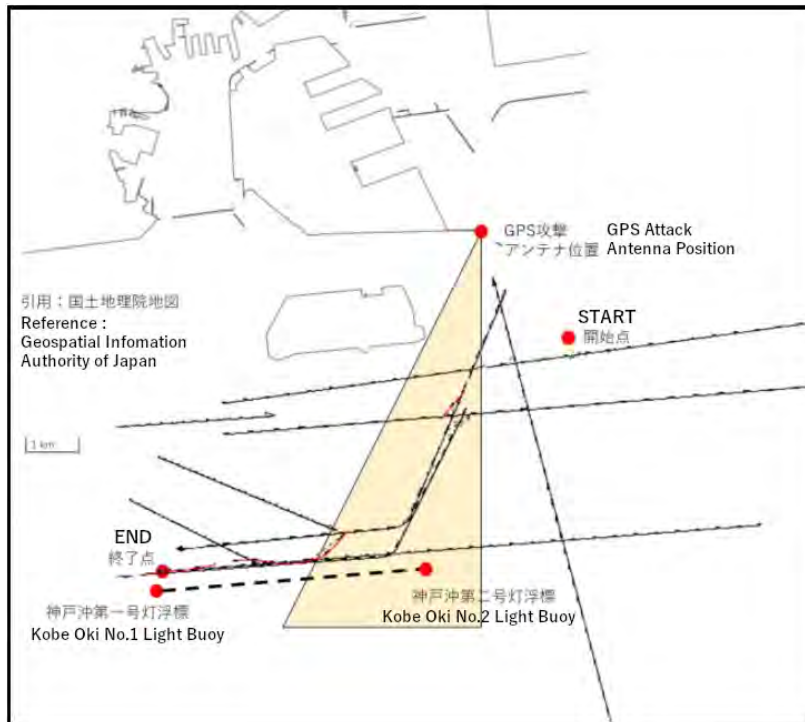 GPS攻撃
アンテナ位置
GPS Attack
Antenna Position
引用：国土地理院地図
Reference :
Geospatial Infomation
Authority of Japan
START
開始点
1 km
END
終了点
神戸沖第一号灯浮標
Kobe Oki No.1 Light Buoy
神戸沖第二号灯浮標
Kobe Oki No.2 Light Buoy